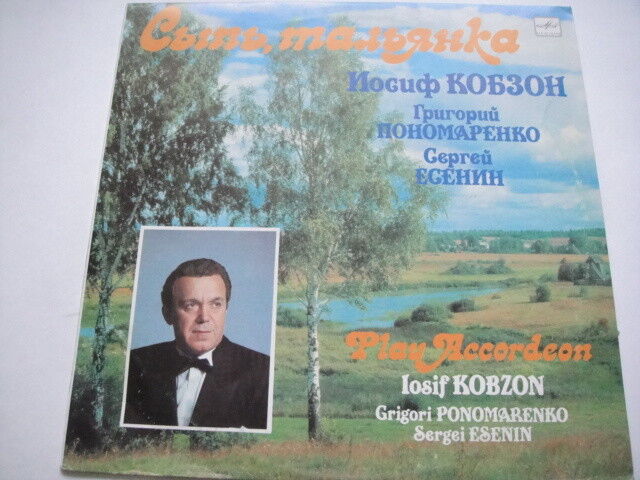 Сыпь, тальянка
Иосиф КОБЗОН
Григорий
ПОНОМАРЕНКО
Сергей
ЕСЕНИН
Play Accordeon
Iosif KOBZON
Grigori PONOMARENKO
Sergei ESENIN